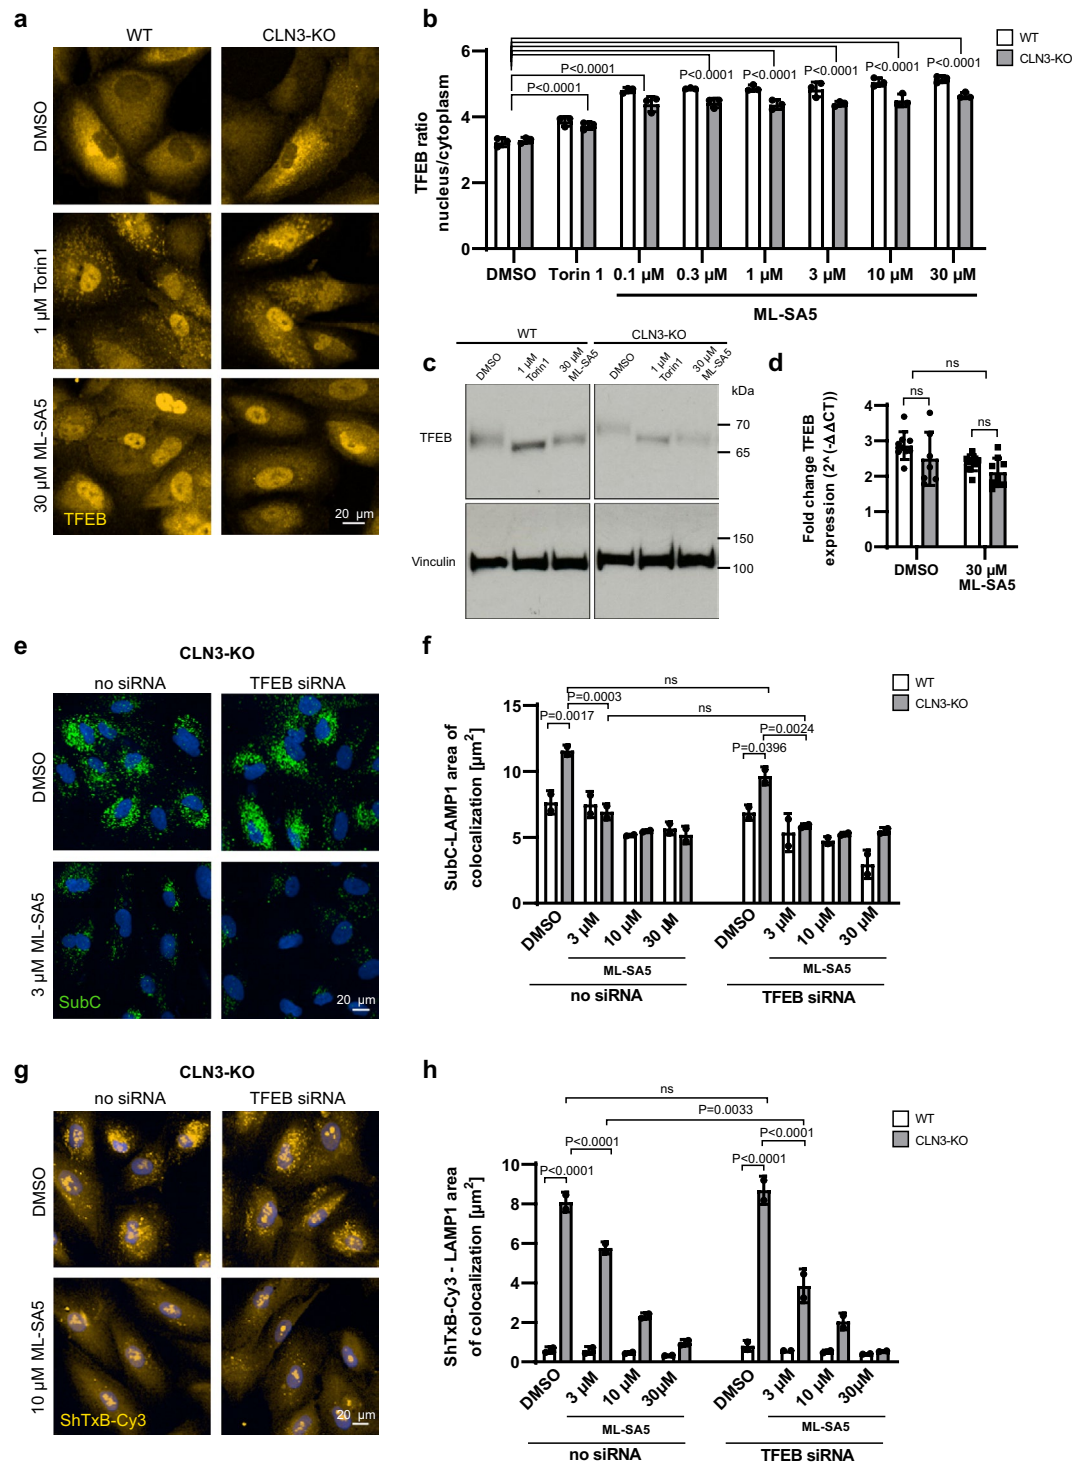 a
WT
CLN3-KO
DMSO
1 µM Torin1
30 µM ML-SA5
TFEB
20 µm
b
TFEB ratio
nucleus/cytoplasm
6
4
2
0
P<0.0001
P<0.0001
P<0.0001
P<0.0001
P<0.0001
P<0.0001
P<0.0001
WT
CLN3-KO
DMSO
Torin 1
0.1 µM
0.3 µM
1 µM
3 µM
10 µM
30 µM
ML-SA5
c
WT
CLN3-KO
DMSO
1 µM
Torin1
30 µM
ML-SA5
DMSO
1 µM
Torin1
30 µM
ML-SA5
kDa
TFEB
70
65
Vinculin
150
100
d
Fold change TFEB
expression (2^(-ΔΔCT))
4
3
2
1
0
ns
ns
ns
DMSO
30 µM
ML-SA5
e
CLN3-KO
no siRNA
TFEB siRNA
DMSO
3 µM ML-SA5
SubC
20 µm
f
SubC-LAMP1 area of
colocalization [µm²]
15
10
5
0
ns
P=0.0003
ns
P=0.0017
P=0.0024
P=0.0396
WT
CLN3-KO
DMSO
3 µM
10 µM
30 µM
DMSO
3 µM
10 µM
30 µM
ML-SA5
ML-SA5
no siRNA
TFEB siRNA
g
CLN3-KO
no siRNA
TFEB siRNA
DMSO
10 µM ML-SA5
ShTxB-Cy3
20 µm
h
ShTxB-Cy3 - LAMP1 area
of colocalization [µm²]
10
8
6
4
2
0
ns
P=0.0033
P<0.0001
P<0.0001
P<0.0001
P<0.0001
WT
CLN3-KO
DMSO
3 µM
10 µM
30µM
DMSO
3 µM
10 µM
30µM
ML-SA5
ML-SA5
no siRNA
TFEB siRNA